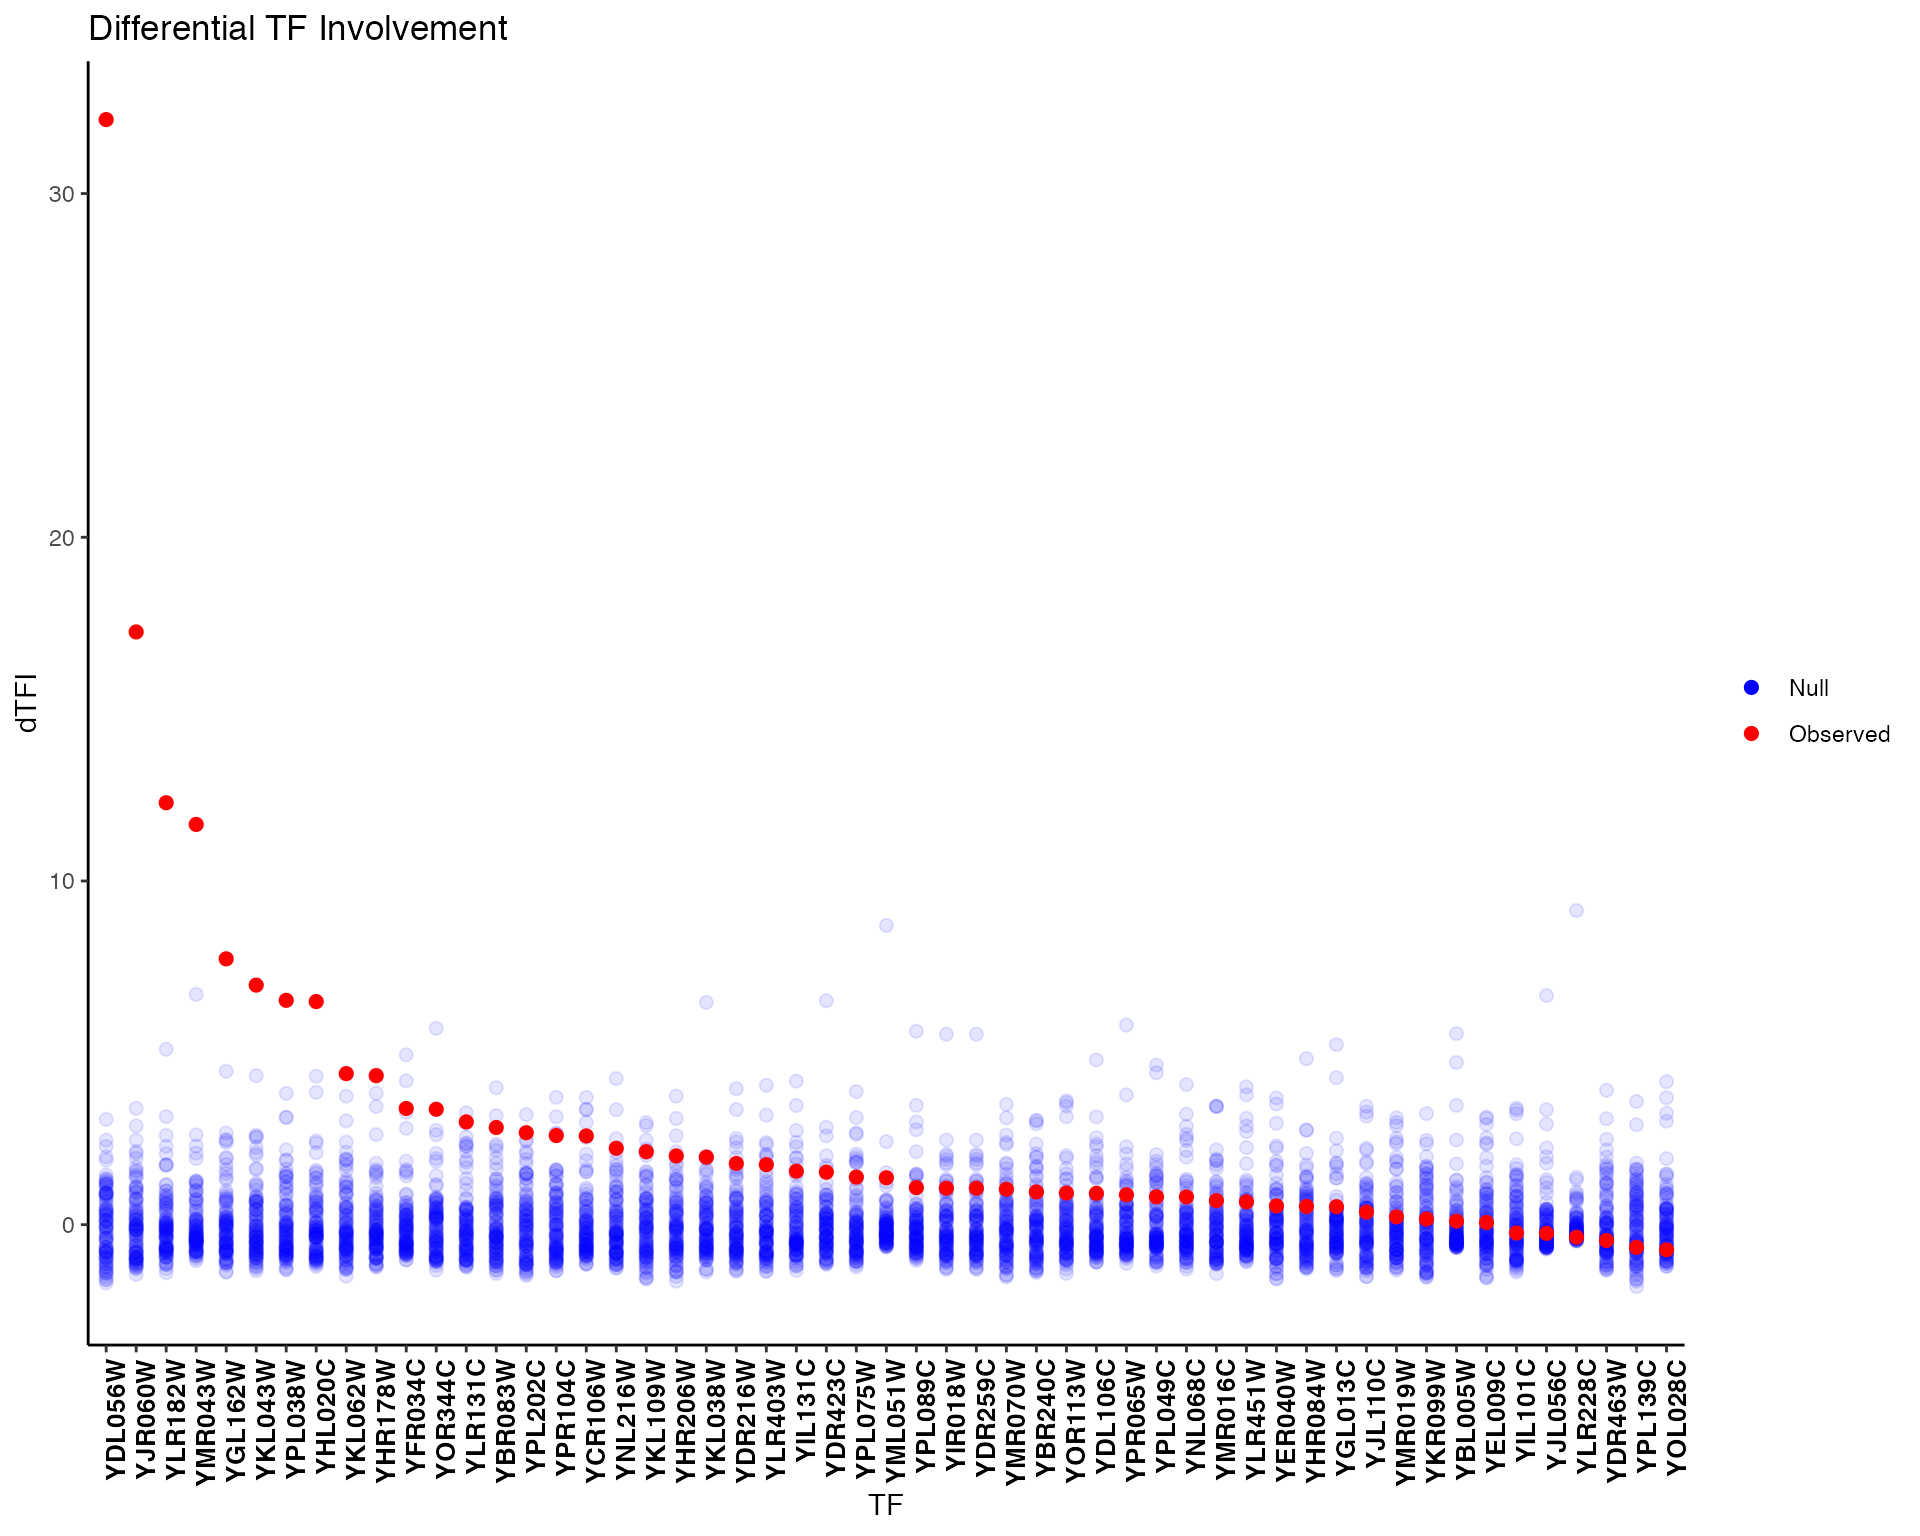 Differential TF Involvement
30
20
10
0
dTFI
Null
Observed
YDL056W
YJR060W
YLR182W
YMR043W
YGL162W
YKL043W
YPL038W
YHL020C
YKL062W
YHR178W
YFR034C
YOR344C
YLR131C
YBR083W
YPL202C
YPR104C
YCR106W
YNL216W
YKL109W
YHR206W
YKL038W
YDR216W
YLR403W
YIL131C
YDR423C
YPL075W
YML051W
YPL089C
YIR018W
YDR259C
YMR070W
YBR240C
YOR113W
YDL106C
YPR065W
YPL049C
YNL068C
YMR016C
YLR451W
YER040W
YHR084W
YGL013C
YJL110C
YMR019W
YKR099W
YBL005W
YEL009C
YIL101C
YJL056C
YLR228C
YDR463W
YPL139C
YOL028C
TF